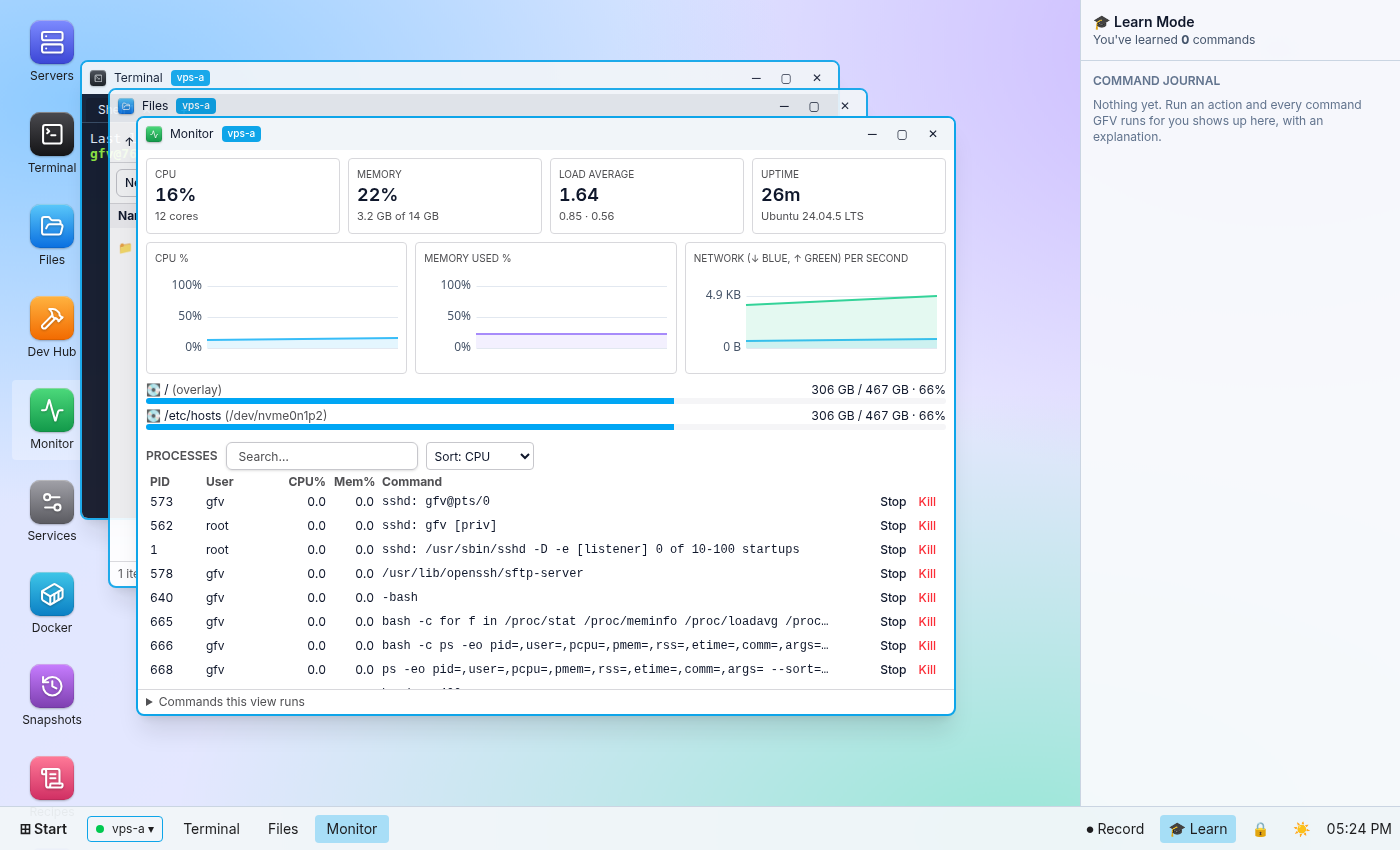 Servers
Terminal
Files
Dev Hub
Monitor
Services
Docker
Snapshots
Recipes
Terminal vps-a
Files vps-a
Monitor vps-a
CPU
16%
12 cores
MEMORY
22%
3.2 GB of 14 GB
LOAD AVERAGE
1.64
0.85 · 0.56
UPTIME
26m
Ubuntu 24.04.5 LTS
CPU %
100%
50%
0%
MEMORY USED %
100%
50%
0%
NETWORK (↓ BLUE, ↑ GREEN) PER SECOND
4.9 KB
0 B
/ (overlay) 306 GB / 467 GB · 66%
/etc/hosts (/dev/nvme0n1p2) 306 GB / 467 GB · 66%
PROCESSES Search... Sort: CPU
PID User CPU% Mem% Command
573 gfv 0.0 0.0 sshd: gfv@pts/0 Stop Kill
562 root 0.0 0.0 sshd: gfv [priv] Stop Kill
1 root 0.0 0.0 sshd: /usr/sbin/sshd -D -e [listener] 0 of 10-100 startups Stop Kill
578 gfv 0.0 0.0 /usr/lib/openssh/sftp-server Stop Kill
640 gfv 0.0 0.0 -bash Stop Kill
665 gfv 0.0 0.0 bash -c for f in /proc/stat /proc/meminfo /proc/loadavg /proc… Stop Kill
666 gfv 0.0 0.0 bash -c ps -eo pid=,user=,pcpu=,pmem=,rss=,etime=,comm=,args=… Stop Kill
668 gfv 0.0 0.0 ps -eo pid=,user=,pcpu=,pmem=,rss=,etime=,comm=,args= --sort=… Stop Kill
Commands this view runs
🎓 Learn Mode
You've learned 0 commands
COMMAND JOURNAL
Nothing yet. Run an action and every command
GFV runs for you shows up here, with an
explanation.
Start vps-a ▾ Terminal Files Monitor ● Record 🎓 Learn 05:24 PM